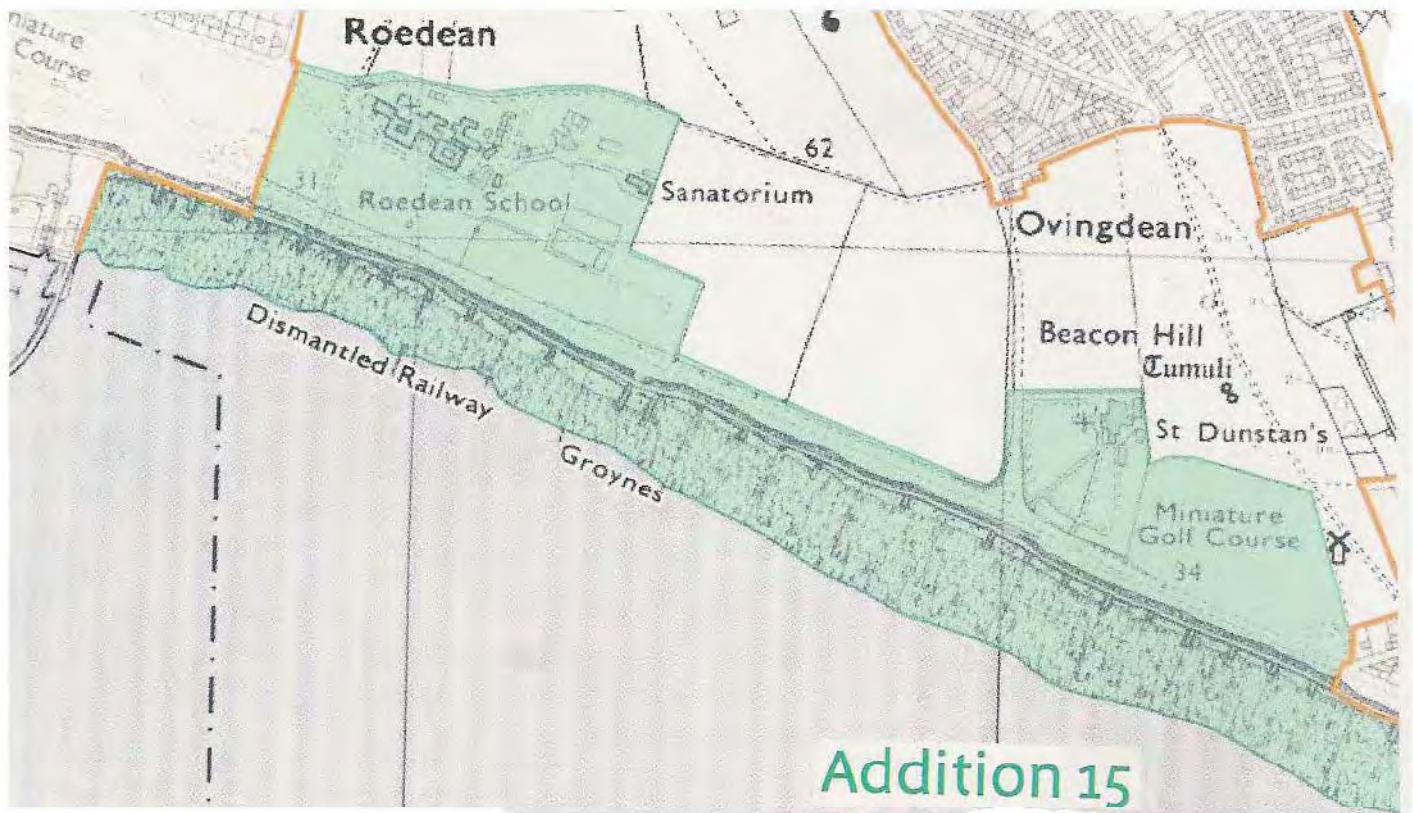 Roedean
niature
Course
62
31
Roedean School
Sanatorium
Ovingdean
Dismantled Railway
Beacon Hill
Tumuli
St Dunstan's
Groynes
Miniature
Golf Course
34
Addition 15